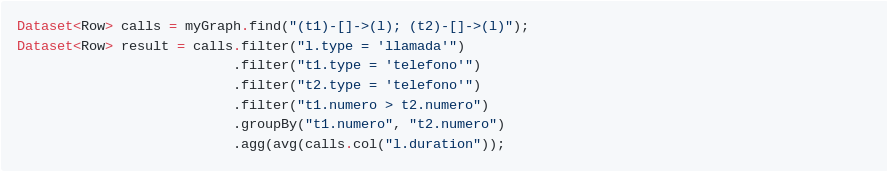 Dataset<Row> calls = myGraph.find("(t1)-[]->(l); (t2)-[]->(l)");
Dataset<Row> result = calls.filter("l.type = 'llamada'")
.filter("t1.type = 'telefono'")
.filter("t2.type = 'telefono'")
.filter("t1.numero > t2.numero")
.groupBy("t1.numero", "t2.numero")
.agg(avg(calls.col("l.duration"));